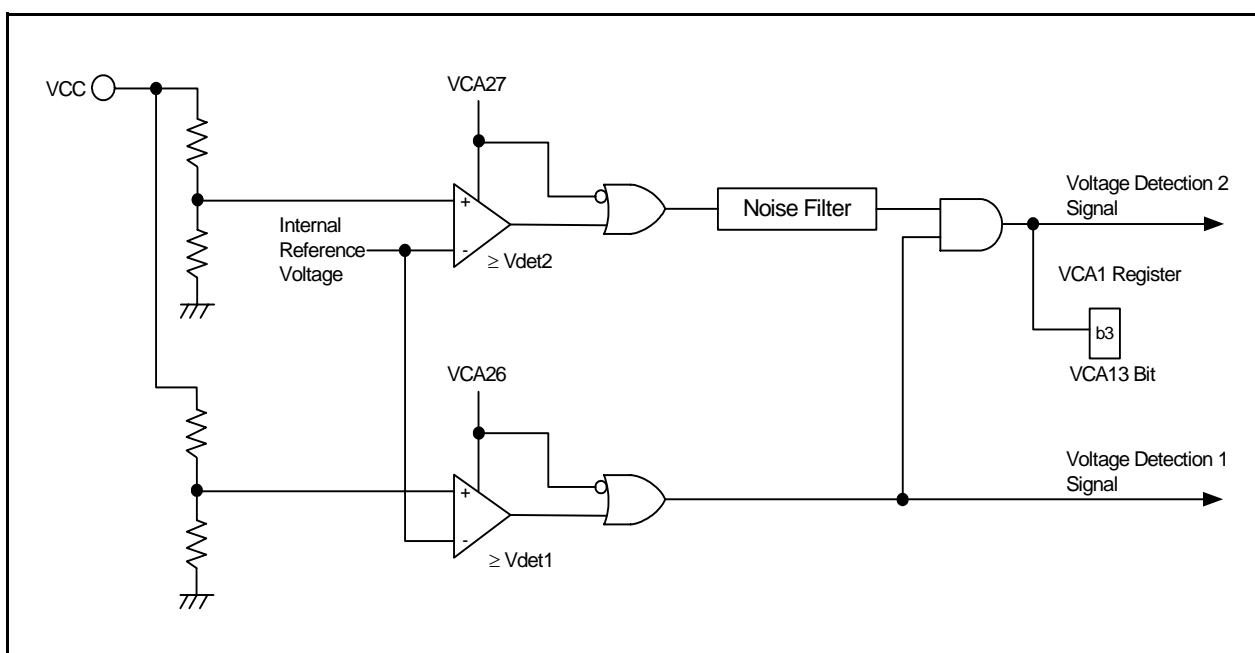 VCC
VCA27
+
-
Internal
Reference
Voltage
≥ Vdet2
Noise Filter
Voltage Detection 2
Signal
VCA1 Register
b3
VCA13 Bit
VCA26
+
-
≥ Vdet1
Voltage Detection 1
Signal